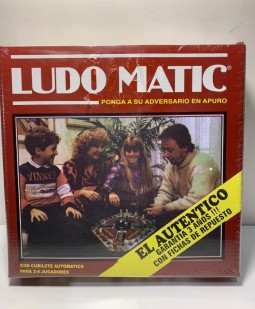 LUDO MATIC®
PONGA A SU ADVERSARIO EN APURO
EL AUTENTICO
GARANTIA 3 AÑOS!!!
CON FICHAS DE REPUESTO
CON CUBILETE AUTOMATICO
PARA 2-4 JUGADORES